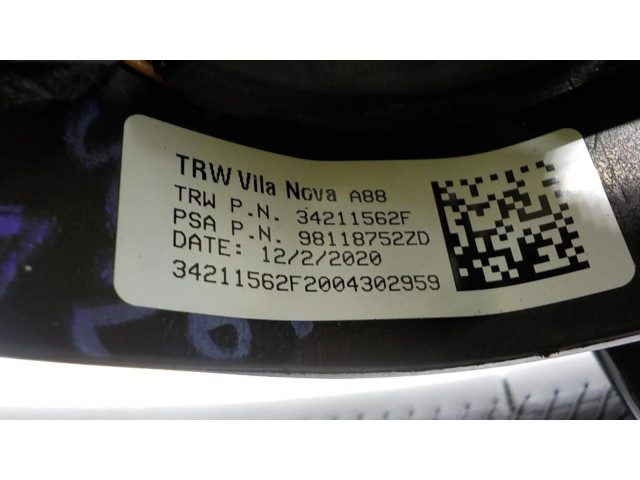 TRW Vila Nova A88
TRW P.N. 34211562F
PSA P.N. 98118752ZD
DATE: 12/2/2020
34211562F2004302959